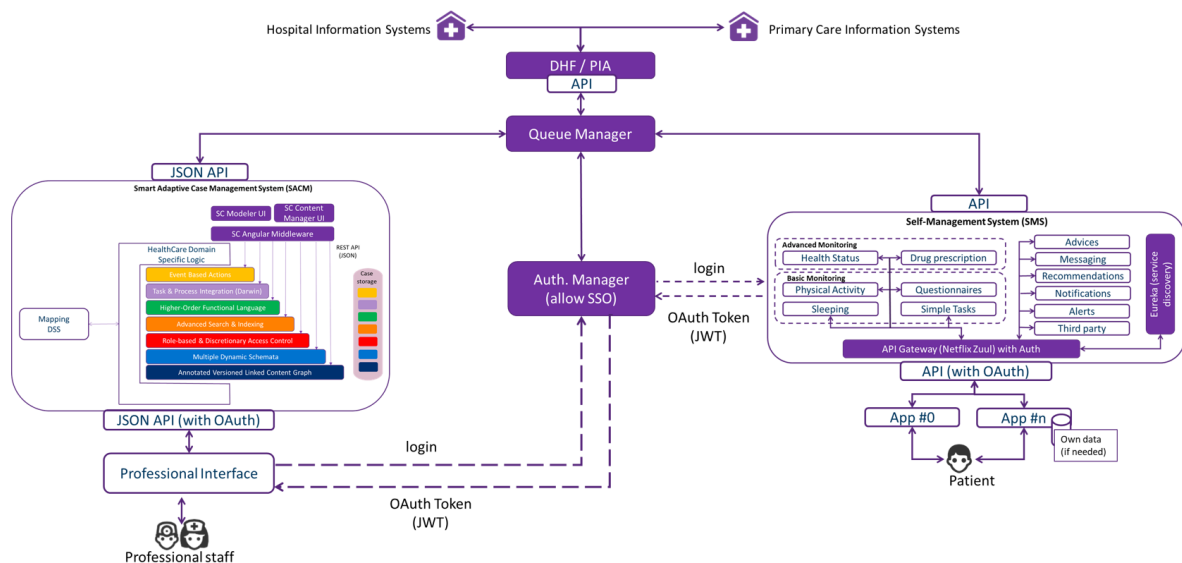 Hospital Information Systems
Primary Care Information Systems
DHF / PIA
API
Queue Manager
JSON API
Smart Adaptive Case Management System (SACM)
SC Modeler UI
SC Content
Manager UI
SC Angular Middleware
REST API
(JSON)
HealthCare Domain
Specific Logic
Case
storage
Event Based Actions
Task & Process Integration (Darwin)
Higher-Order Functional Language
Advanced Search & Indexing
Role-based & Discretionary Access Control
Multiple Dynamic Schemata
Annotated Versioned Linked Content Graph
Mapping
DSS
JSON API (with OAuth)
Professional Interface
Professional staff
login
OAuth Token
(JWT)
Auth. Manager
(allow SSO)
login
OAuth Token
(JWT)
API
Self-Management System (SMS)
Advanced Monitoring
Health Status
Drug prescription
Basic Monitoring
Physical Activity
Questionnaires
Sleeping
Simple Tasks
Advices
Messaging
Recommendations
Notifications
Alerts
Third party
Eureka (service
discovery)
API Gateway (Netflix Zuul) with Auth
API (with OAuth)
App #0
App #n
Own data
(if needed)
Patient